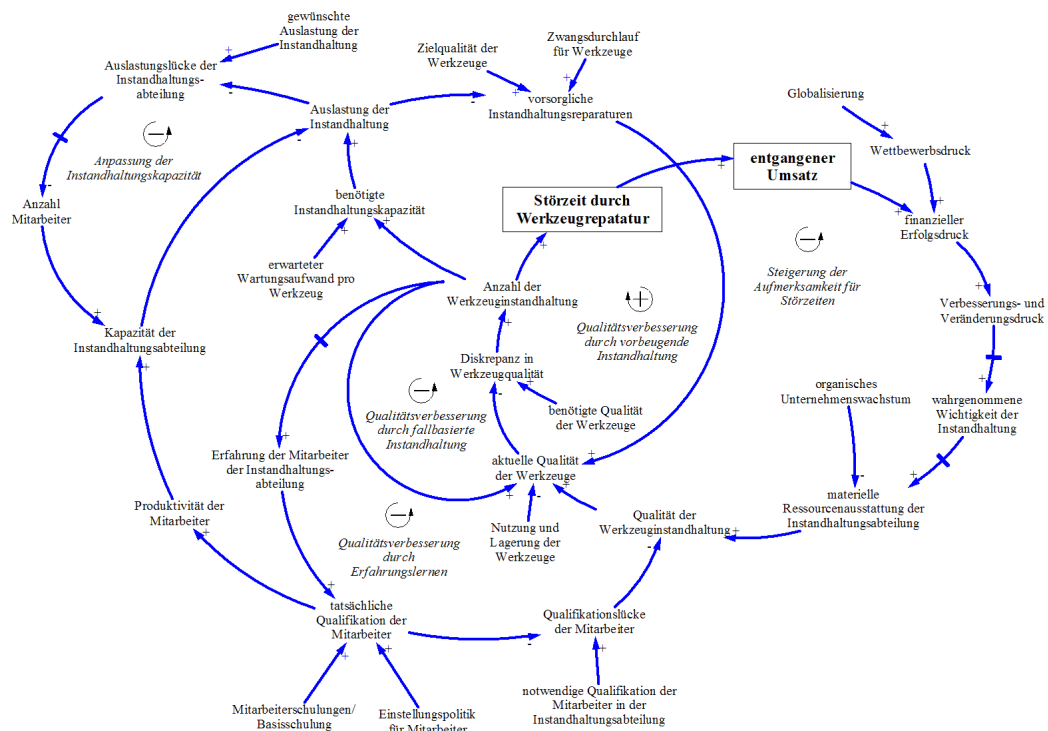 gewünschte
Auslastung der
Instandhaltung
Auslastungslücke der
Instandhaltungs-
abteilung
+
-
Zielqualität der
Werkzeuge
Zwangsdurchlauf
für Werkzeuge
+
+
vorsorgliche
Instandhaltungsreparaturen
-
Auslastung der
Instandhaltung
-
+
Globalisierung
+
Wettbewerbsdruck
+
Anpassung der
Instandhaltungskapazität
-
-
Anzahl
Mitarbeiter
benötigte
Instandhaltungskapazität
+
+
erwarteter
Wartungsaufwand pro
Werkzeug
Störzeit durch
Werkzeugrepatatur
+
entgangener
Umsatz
+
+
finanzieller
Erfolgsdruck
-
Steigerung der
Aufmerksamkeit für
Störzeiten
Anzahl der
Werkzeuginstandhaltung
+
+
+
Qualitätsverbesserung
durch vorbeugende
Instandhaltung
+
Verbesserungs- und
Veränderungsdruck
+
Kapazität der
Instandhaltungsabteilung
+
Diskrepanz in
Werkzeugqualität
-
+
benötigte Qualität
der Werkzeuge
-
Qualitätsverbesserung
durch fallbasierte
Instandhaltung
organisches
Unternehmenswachstum
+
wahrgenommene
Wichtigkeit der
Instandhaltung
+
Erfahrung der Mitarbeiter
der Instandhaltungs-
abteilung
aktuelle Qualität
der Werkzeuge
+
+
-
+
Nutzung und
Lagerung der
Werkzeuge
-
+
materielle
Ressourcenausstattung der
Instandhaltungsabteilung
Produktivität der
Mitarbeiter
+
-
Qualitätsverbesserung
durch
Erfahrungslernen
Qualität der
Werkzeuginstandhaltung
+
-
+
tatsächliche
Qualifikation der
Mitarbeiter
+
+
Qualifikationslücke
der Mitarbeiter
-
+
Mitarbeiterschulungen/
Basisschulung
Einstellungspolitik
für Mitarbeiter
notwendige Qualifikation der
Mitarbeiter in der
Instandhaltungsabteilung